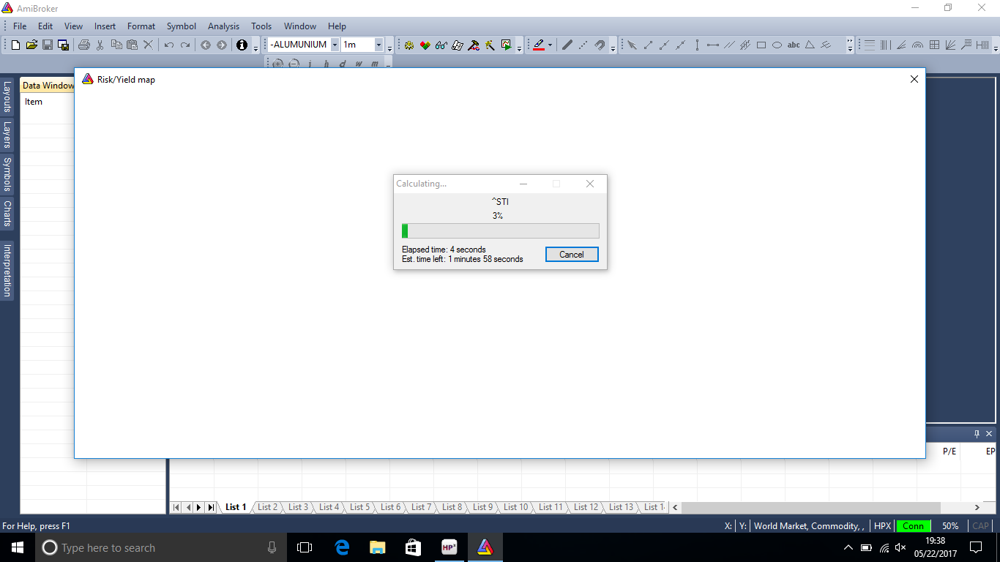 AmiBroker
File Edit View Insert Format Symbol Analysis Tools Window Help
-ALUMUNIUM 1m
abc
i h d w m
Layouts
Layers
Symbols
Charts
Interpretation
Data Window
Item
Risk/Yield map
Calculating...
^STI
3%
Elapsed time: 4 seconds
Est. time left: 1 minutes 58 seconds
Cancel
P/E EP
List 1 List 2 List 3 List 4 List 5 List 6 List 7 List 8 List 9 List 10 List 11 List 12 List 13 List 1
For Help, press F1
X: Y: World Market, Commodity, , HPX Conn 50% CAP
Type here to search
HP³
19:38
05/22/2017